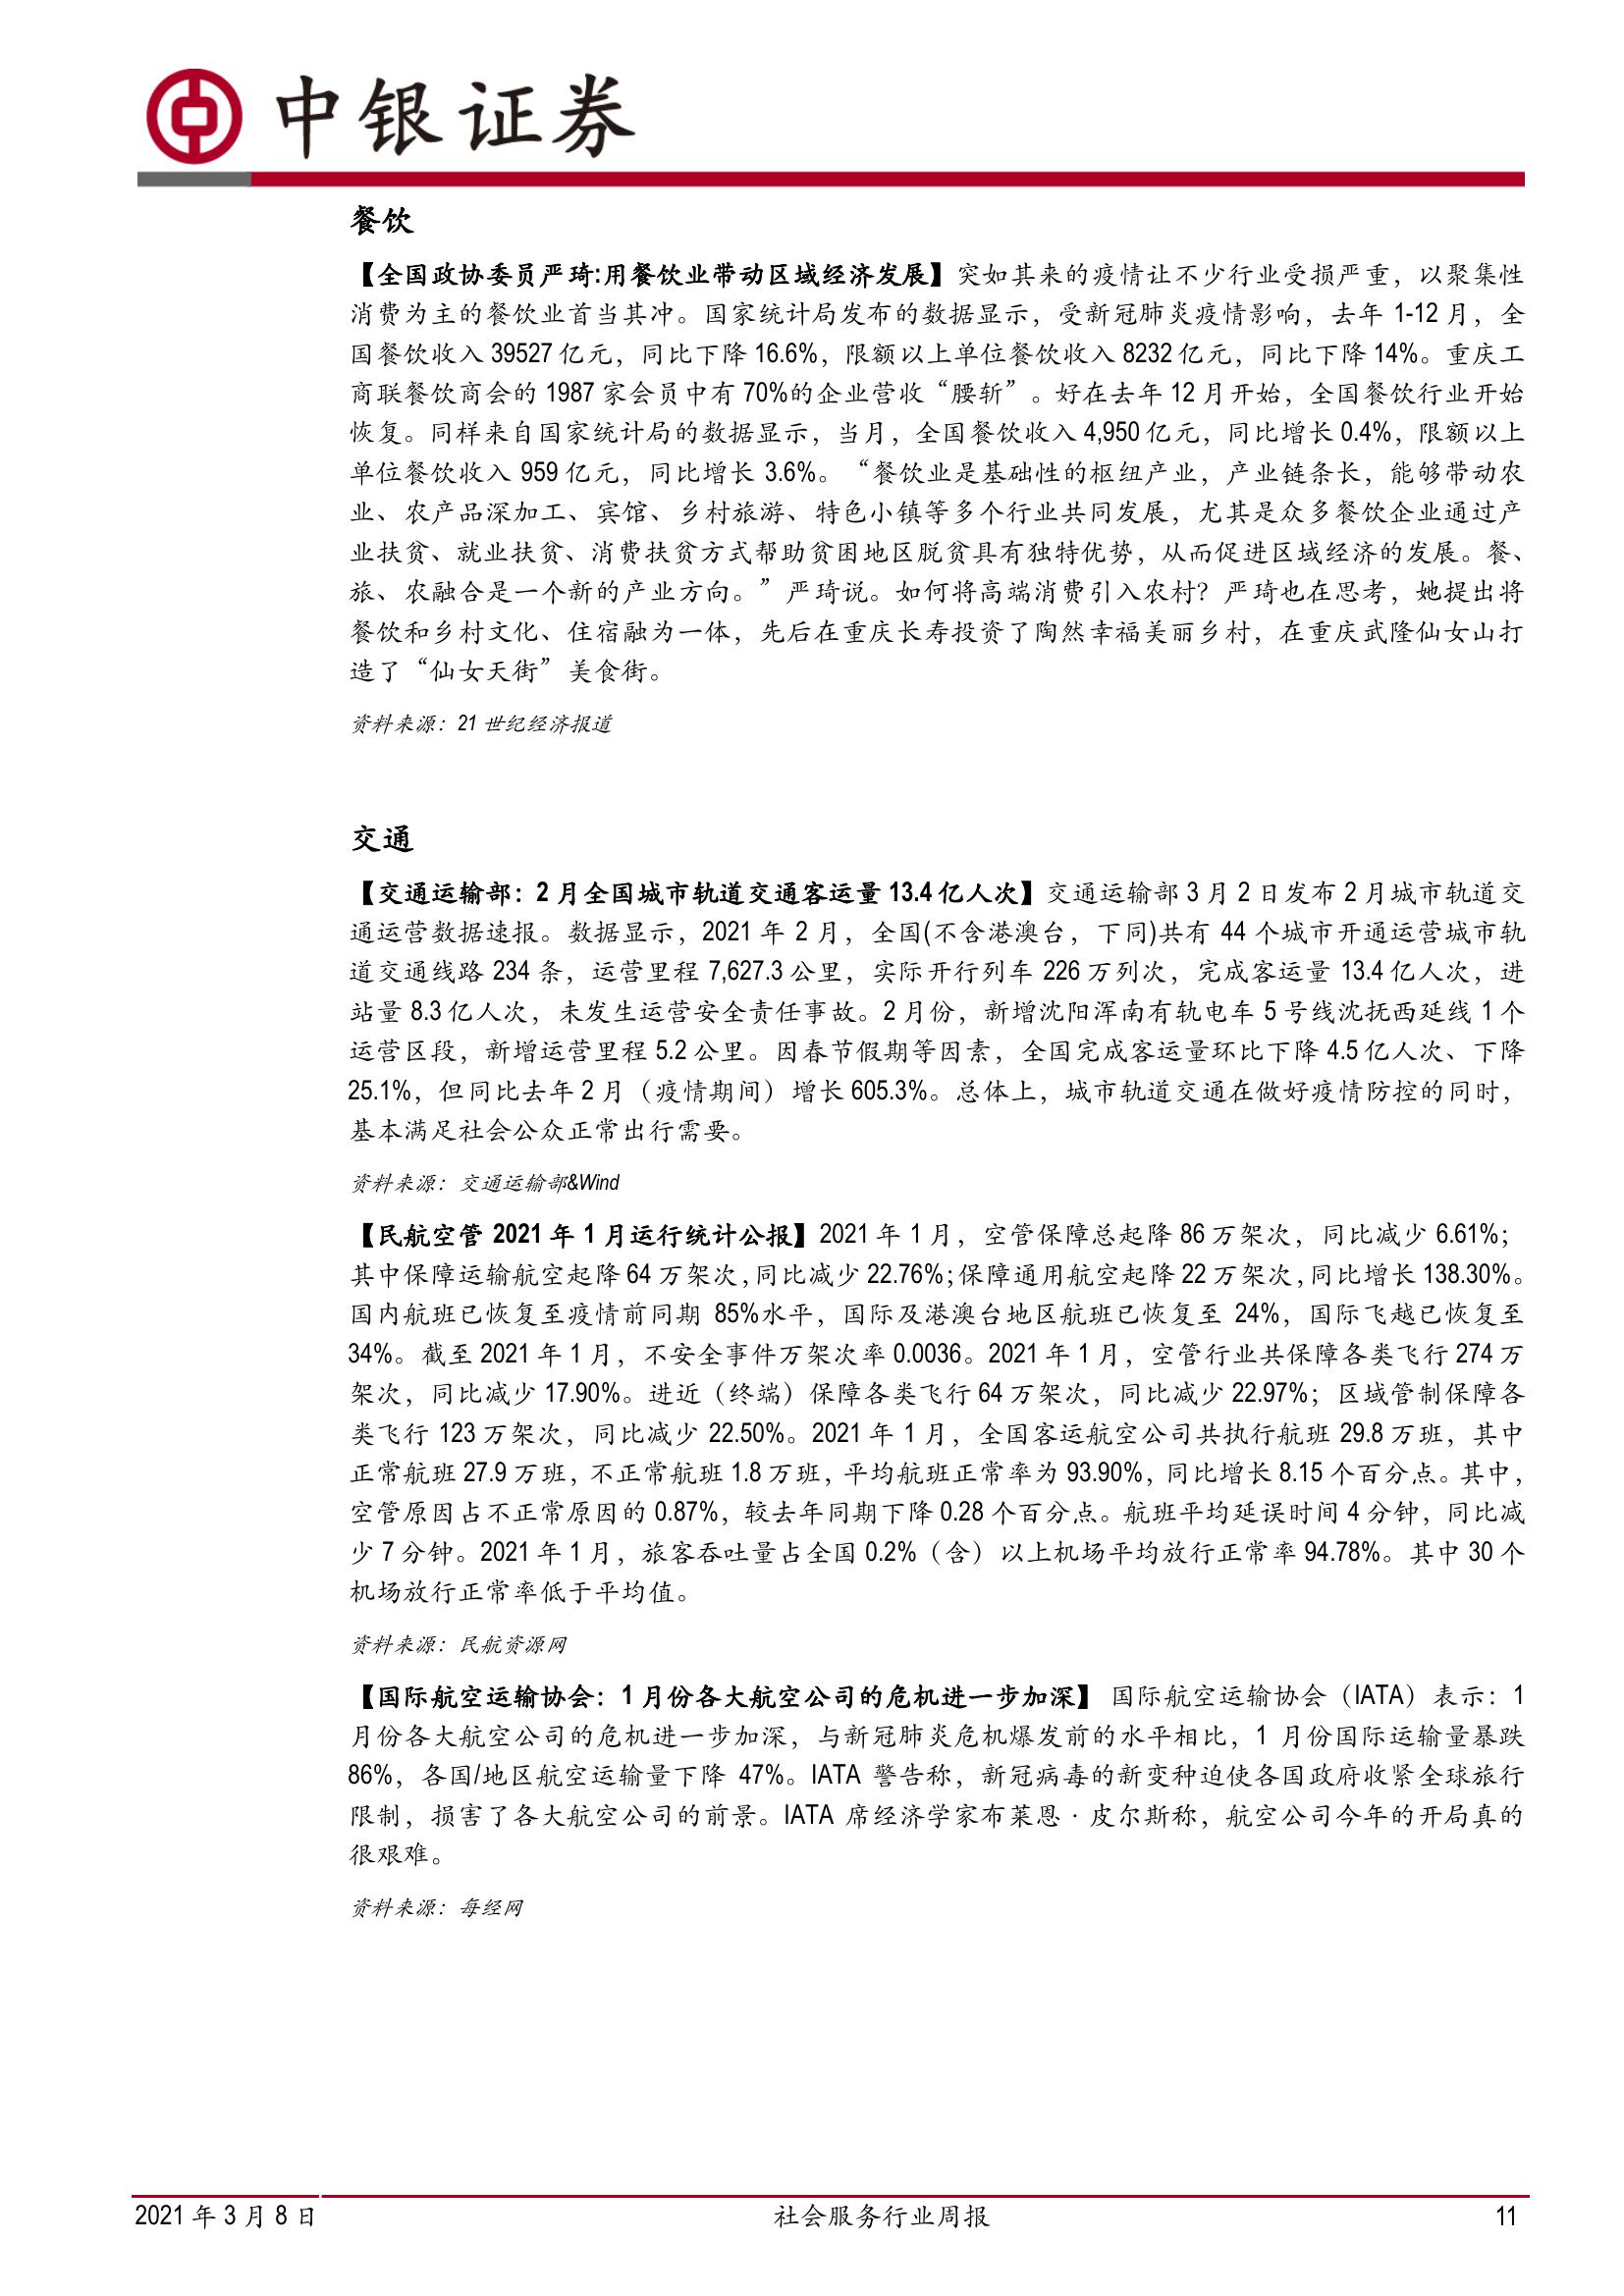 中银证券
餐饮
【全国政协委员严琦:用餐饮业带动区域经济发展】突如其来的疫情让不少行业受损严重，以聚集性
消费为主的餐饮业首当其冲。国家统计局发布的数据显示，受新冠肺炎疫情影响，去年 1-12 月，全
国餐饮收入 39527 亿元，同比下降 16.6%，限额以上单位餐饮收入 8232 亿元，同比下降 14%。重庆工
商联餐饮商会的 1987 家会员中有 70%的企业营收“腰斩”。好在去年 12 月开始，全国餐饮行业开始
恢复。同样来自国家统计局的数据显示，当月，全国餐饮收入 4,950 亿元，同比增长 0.4%，限额以上
单位餐饮收入 959 亿元，同比增长 3.6%。“餐饮业是基础性的枢纽产业，产业链条长，能够带动农
业、农产品深加工、宾馆、乡村旅游、特色小镇等多个行业共同发展，尤其是众多餐饮企业通过产
业扶贫、就业扶贫、消费扶贫方式帮助贫困地区脱贫具有独特优势，从而促进区域经济的发展。餐、
旅、农融合是一个新的产业方向。”严琦说。如何将高端消费引入农村？严琦也在思考，她提出将
餐饮和乡村文化、住宿融为一体，先后在重庆长寿投资了陶然幸福美丽乡村，在重庆武隆仙女山打
造了“仙女天街”美食街。
资料来源：21 世纪经济报道
交通
【交通运输部：2 月全国城市轨道交通客运量 13.4 亿人次】交通运输部 3 月 2 日发布 2 月城市轨道交
通运营数据速报。数据显示，2021 年 2 月，全国(不含港澳台，下同)共有 44 个城市开通运营城市轨
道交通线路 234 条，运营里程 7,627.3 公里，实际开行列车 226 万列次，完成客运量 13.4 亿人次，进
站量 8.3 亿人次，未发生运营安全责任事故。2 月份，新增沈阳浑南有轨电车 5 号线沈抚西延线 1 个
运营区段，新增运营里程 5.2 公里。因春节假期等因素，全国完成客运量环比下降 4.5 亿人次、下降
25.1%，但同比去年 2 月（疫情期间）增长 605.3%。总体上，城市轨道交通在做好疫情防控的同时，
基本满足社会公众正常出行需要。
资料来源：交通运输部&Wind
【民航空管 2021 年 1 月运行统计公报】2021 年 1 月，空管保障总起降 86 万架次，同比减少 6.61%；
其中保障运输航空起降 64 万架次,同比减少 22.76%;保障通用航空起降 22 万架次,同比增长 138.30%。
国内航班已恢复至疫情前同期 85%水平，国际及港澳台地区航班已恢复至 24%，国际飞越已恢复至
34%。截至 2021 年 1 月，不安全事件万架次率 0.0036。2021 年 1 月，空管行业共保障各类飞行 274 万
架次，同比减少 17.90%。进近（终端）保障各类飞行 64 万架次，同比减少 22.97%；区域管制保障各
类飞行 123 万架次，同比减少 22.50%。2021 年 1 月，全国客运航空公司共执行航班 29.8 万班，其中
正常航班 27.9 万班，不正常航班 1.8 万班，平均航班正常率为 93.90%，同比增长 8.15 个百分点。其中，
空管原因占不正常原因的 0.87%，较去年同期下降 0.28 个百分点。航班平均延误时间 4 分钟，同比减
少 7 分钟。2021 年 1 月，旅客吞吐量占全国 0.2%（含）以上机场平均放行正常率 94.78%。其中 30 个
机场放行正常率低于平均值。
资料来源：民航资源网
【国际航空运输协会：1 月份各大航空公司的危机进一步加深】 国际航空运输协会（IATA）表示：1
月份各大航空公司的危机进一步加深，与新冠肺炎危机爆发前的水平相比，1 月份国际运输量暴跌
86%，各国/地区航空运输量下降 47%。IATA 警告称，新冠病毒的新变种迫使各国政府收紧全球旅行
限制，损害了各大航空公司的前景。IATA 席经济学家布莱恩·皮尔斯称，航空公司今年的开局真的
很艰难。
资料来源：每经网
2021 年 3 月 8 日 社会服务行业周报 11